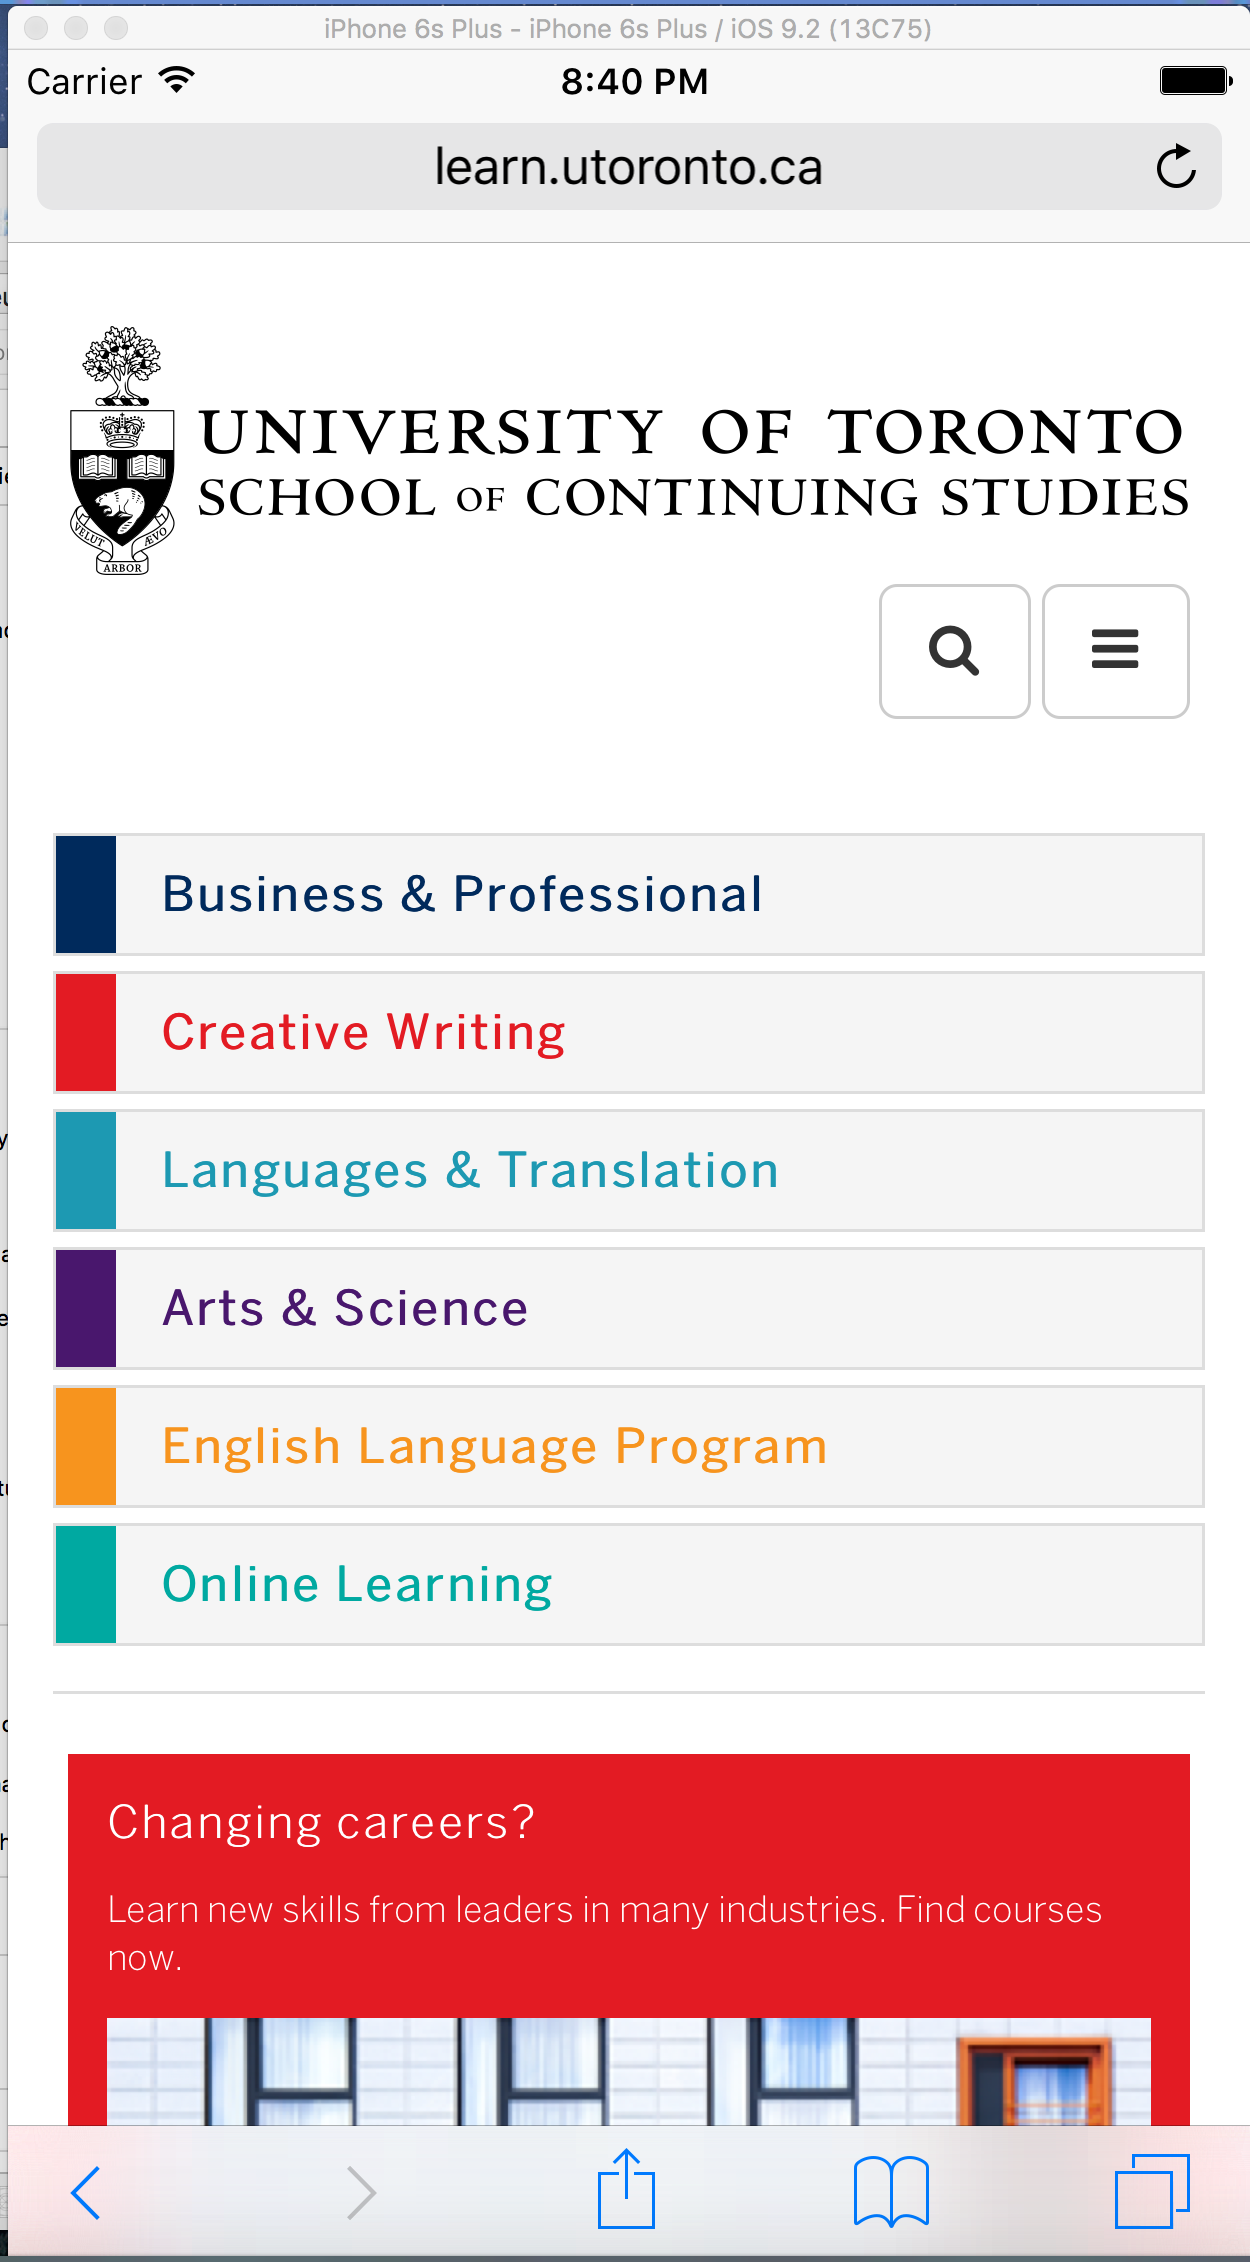 iPhone 6s Plus - iPhone 6s Plus / iOS 9.2 (13C75)
Carrier 8:40 PM
learn.utoronto.ca
UNIVERSITY OF TORONTO
SCHOOL OF CONTINUING STUDIES
VELUT ARBOR ÆVO
Business & Professional
Creative Writing
Languages & Translation
Arts & Science
English Language Program
Online Learning
Changing careers?
Learn new skills from leaders in many industries. Find courses
now.